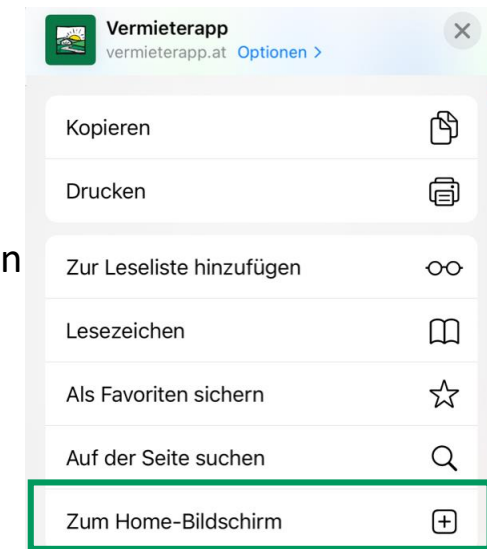 Vermieterapp
vermieterapp.at Optionen >
Kopieren
Drucken
n
Zur Leseliste hinzufügen
Lesezeichen
Als Favoriten sichern
Auf der Seite suchen
Zum Home-Bildschirm